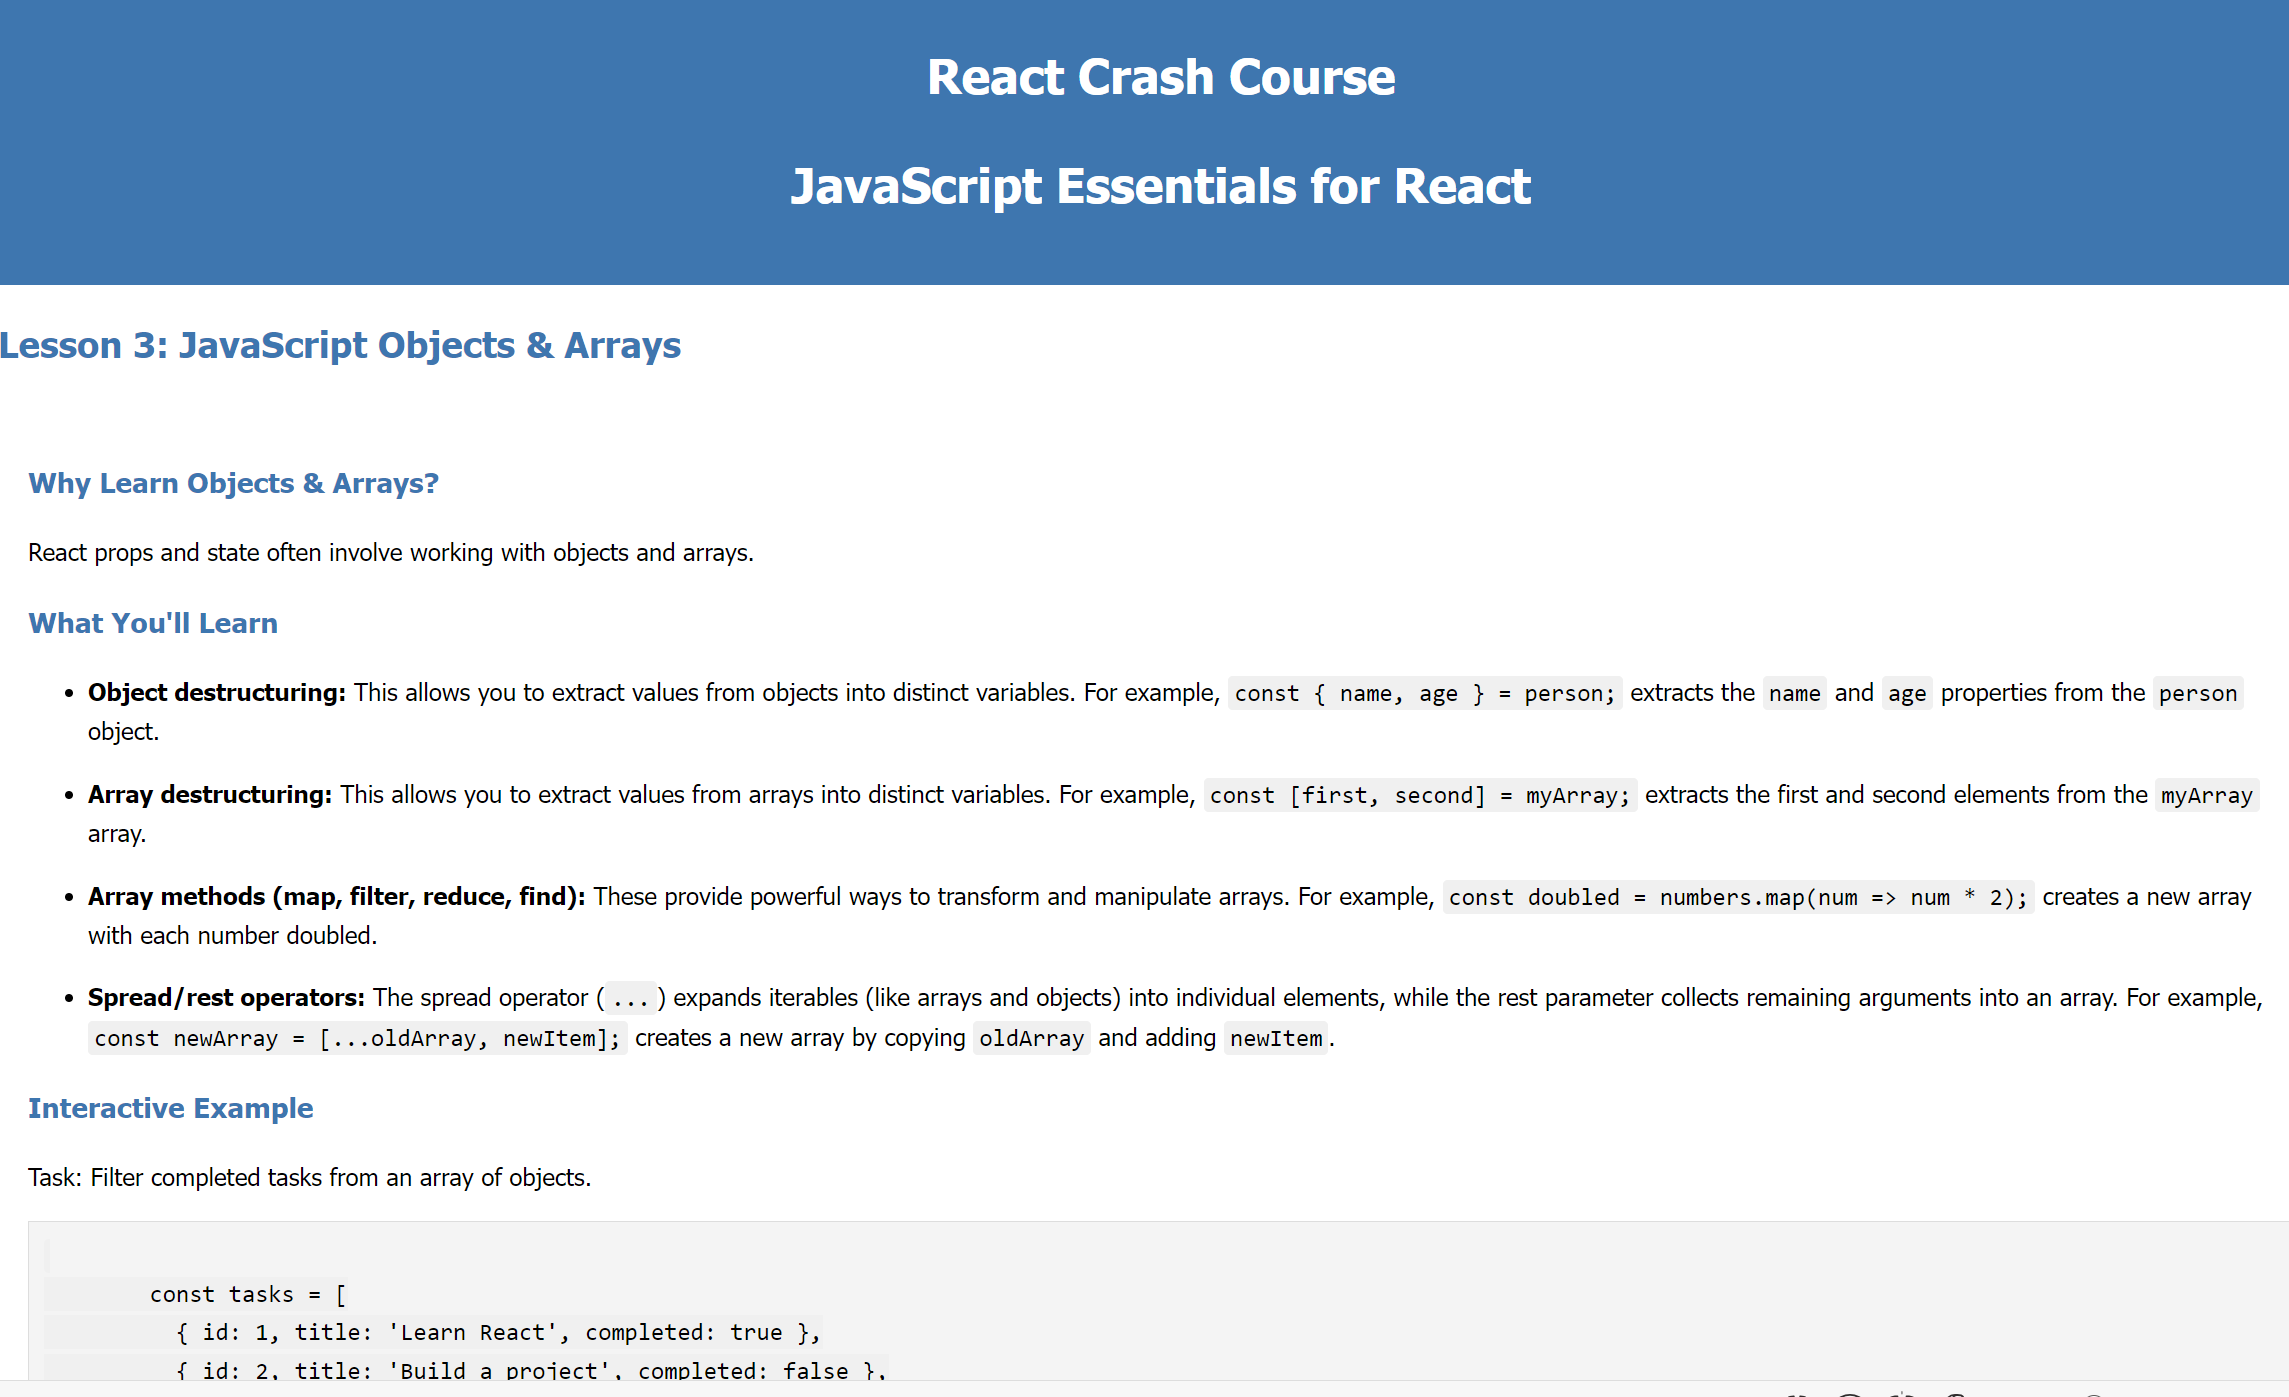 React Crash Course
JavaScript Essentials for React
Lesson 3: JavaScript Objects & Arrays
Why Learn Objects & Arrays?
React props and state often involve working with objects and arrays.
What You'll Learn
• Object destructuring: This allows you to extract values from objects into distinct variables. For example, const { name, age } = person; extracts the name and age properties from the person
object.
• Array destructuring: This allows you to extract values from arrays into distinct variables. For example, const [first, second] = myArray; extracts the first and second elements from the myArray
array.
• Array methods (map, filter, reduce, find): These provide powerful ways to transform and manipulate arrays. For example, const doubled = numbers.map(num => num * 2); creates a new array
with each number doubled.
• Spread/rest operators: The spread operator (...) expands iterables (like arrays and objects) into individual elements, while the rest parameter collects remaining arguments into an array. For example,
const newArray = [...oldArray, newItem]; creates a new array by copying oldArray and adding newItem.
Interactive Example
Task: Filter completed tasks from an array of objects.
const tasks = [
{ id: 1, title: 'Learn React', completed: true },
{ id: 2, title: 'Build a project', completed: false },